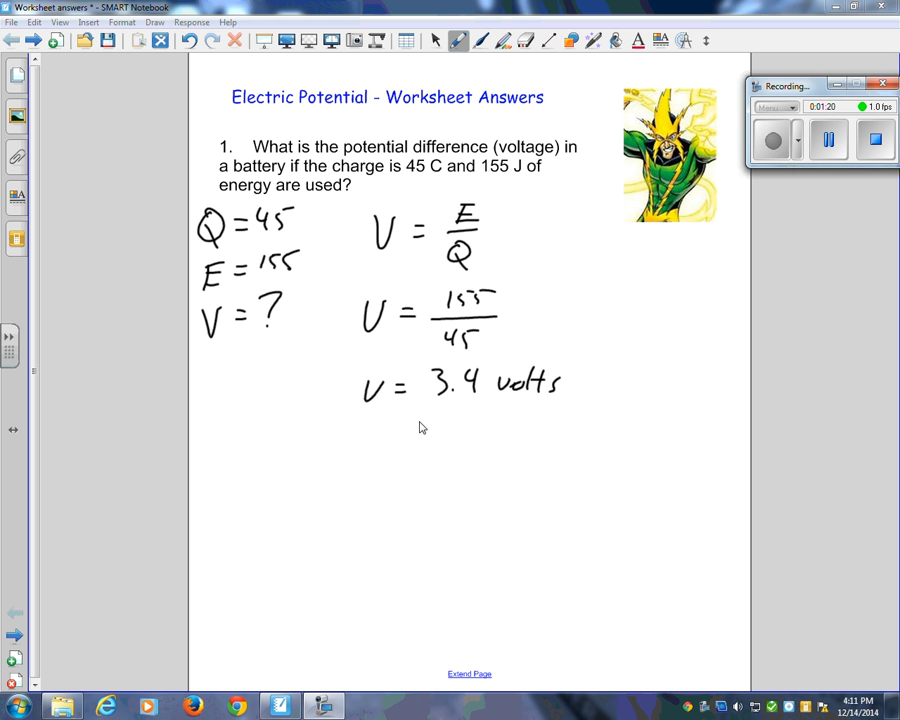 Worksheet answers * - SMART Notebook
File Edit View Insert Format Draw Response Help
Recording...
Menu
0:01:20
1.0 fps
Electric Potential - Worksheet Answers
1. What is the potential difference (voltage) in
a battery if the charge is 45 C and 155 J of
energy are used?
Q = 45
E = 155
V = ?
V = E/Q
V = 155/45
V = 3.4 volts
Extend Page
4:11 PM
12/14/2014